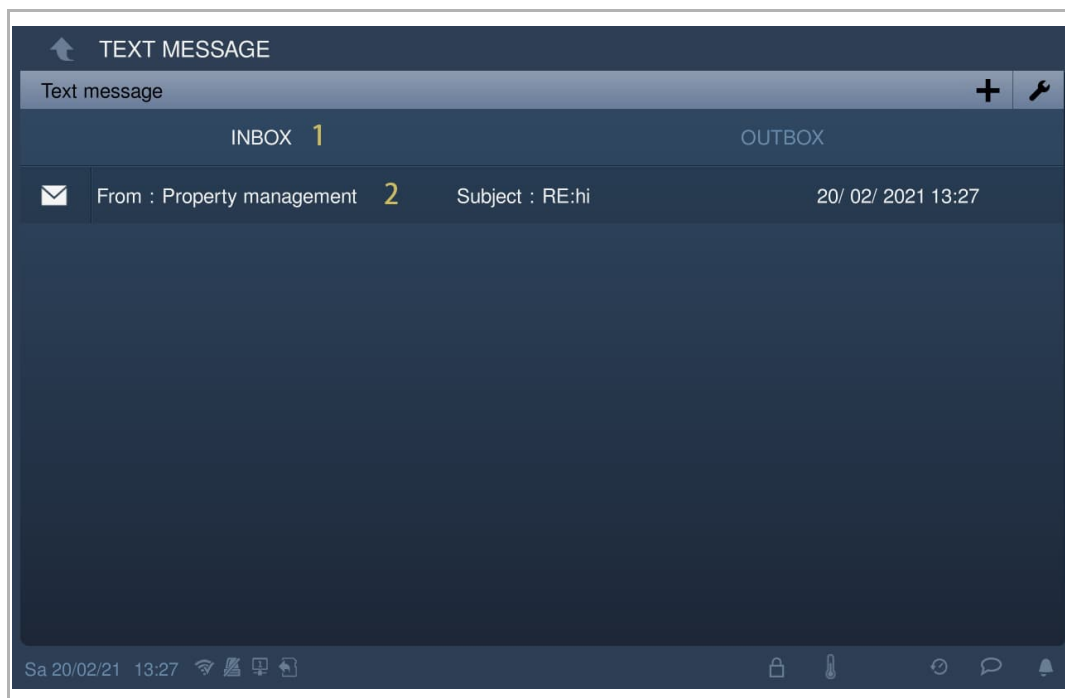 TEXT MESSAGE
Text message
INBOX 1 OUTBOX
From : Property management 2 Subject : RE:hi 20/ 02/ 2021 13:27
Sa 20/02/21 13:27